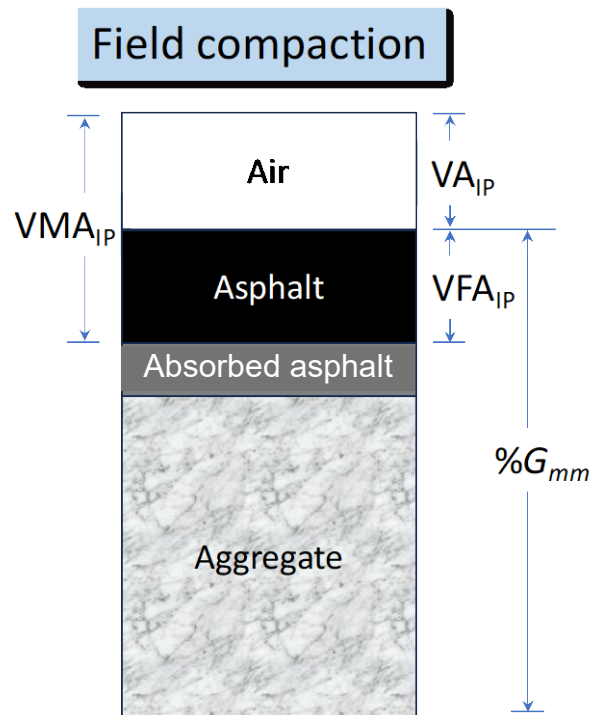 Field compaction
Air
VA_IP
VMA_IP
Asphalt
VFA_IP
Absorbed asphalt
%G_mm
Aggregate